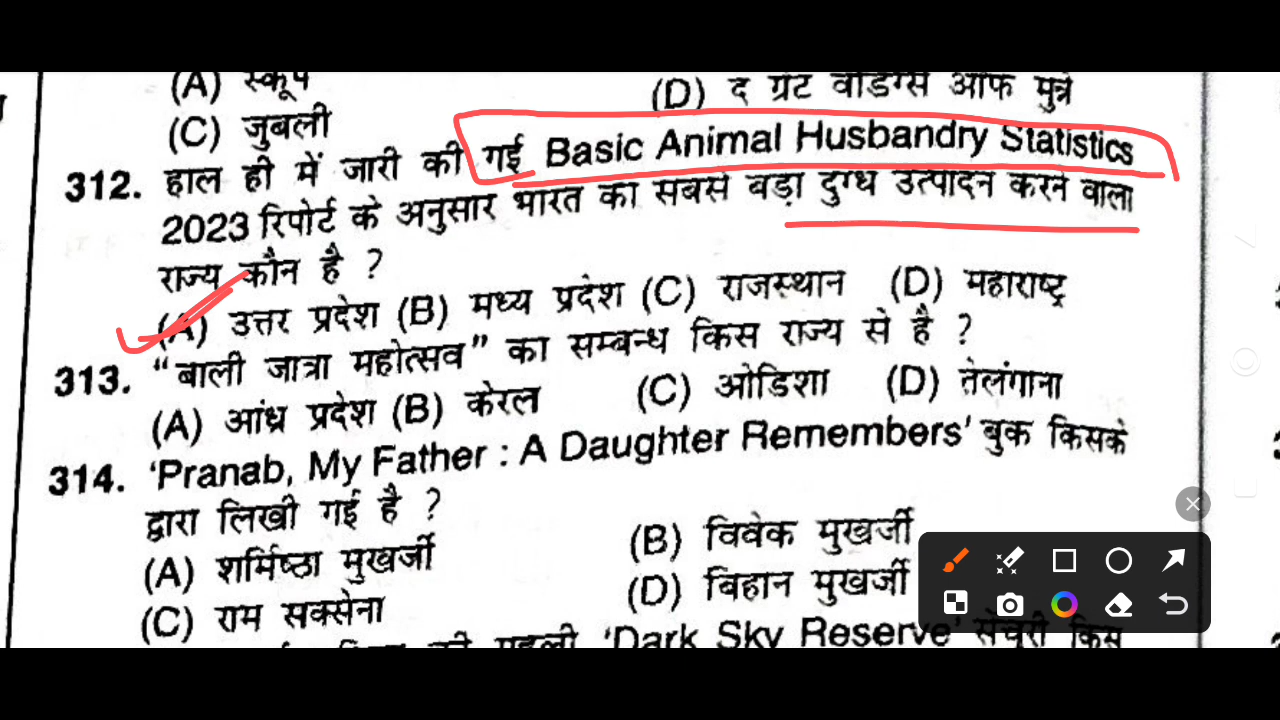 (A) स्कूप
(D) द ग्रेट वेडिंग्स ऑफ मुन्ने
(C) जुबली
312. हाल ही में जारी की गई Basic Animal Husbandry Statistics
2023 रिपोर्ट के अनुसार भारत का सबसे बड़ा दुग्ध उत्पादन करने वाला
राज्य कौन है ?
(A) उत्तर प्रदेश (B) मध्य प्रदेश (C) राजस्थान (D) महाराष्ट्र
313. “बाली जात्रा महोत्सव” का सम्बन्ध किस राज्य से है ?
(A) आंध्र प्रदेश (B) केरल (C) ओडिशा (D) तेलंगाना
314. ‘Pranab, My Father : A Daughter Remembers’ बुक किसके
द्वारा लिखी गई है ?
(A) शर्मिष्ठा मुखर्जी (B) विवेक मुखर्जी
(C) राम सक्सेना (D) विहान मुखर्जी
की पहली ‘Dark Sky Reserve’ सेंचुरी किस